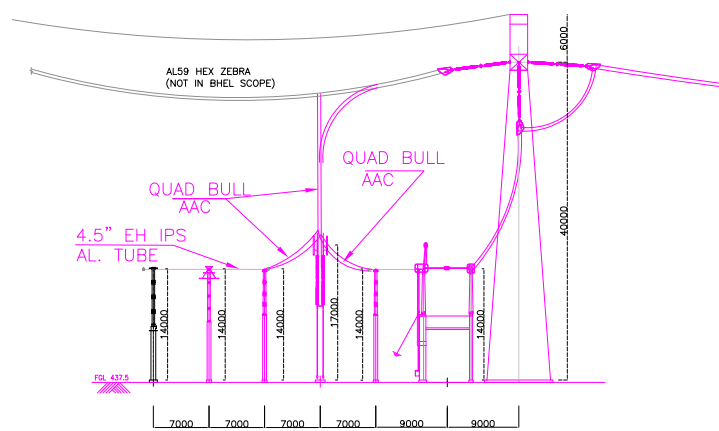 6000
AL59 HEX ZEBRA
(NOT IN BHEL SCOPE)
QUAD BULL
AAC
QUAD BULL
AAC
4.5" EH IPS
AL. TUBE
40000
14000
14000
14000
17000
14000
14000
FGL 437.5
7000
7000
7000
7000
9000
9000